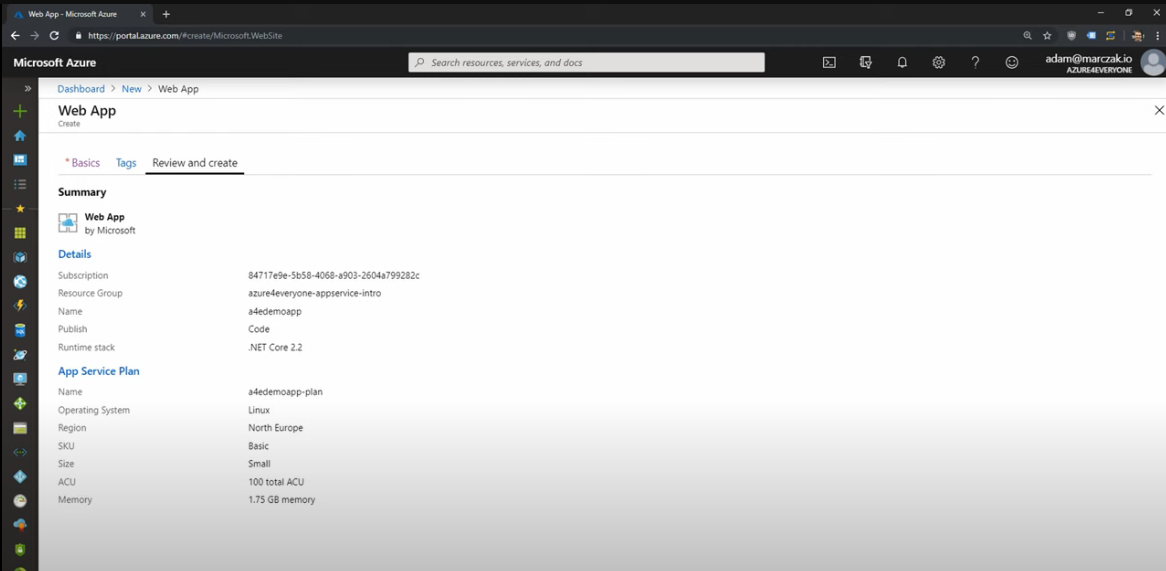 Web App - Microsoft Azure
https://portal.azure.com/#create/Microsoft.WebSite
Microsoft Azure
Search resources, services, and docs
adam@marczak.io
AZURE4EVERYONE
Dashboard > New > Web App
Web App
Create
* Basics Tags Review and create
Summary
Web App
by Microsoft
Details
Subscription 84717e9e-5b58-4068-a903-2604a799282c
Resource Group azure4everyone-appservice-intro
Name a4edemoapp
Publish Code
Runtime stack .NET Core 2.2
App Service Plan
Name a4edemoapp-plan
Operating System Linux
Region North Europe
SKU Basic
Size Small
ACU 100 total ACU
Memory 1.75 GB memory